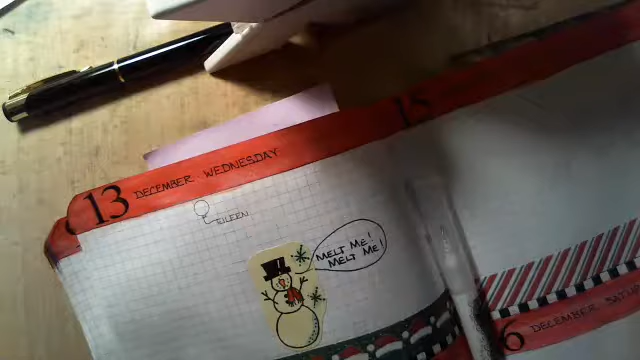 13 DECEMBER WEDNESDAY
EILEEN
MELT ME!
MELT ME!
15
6 DECEMBER